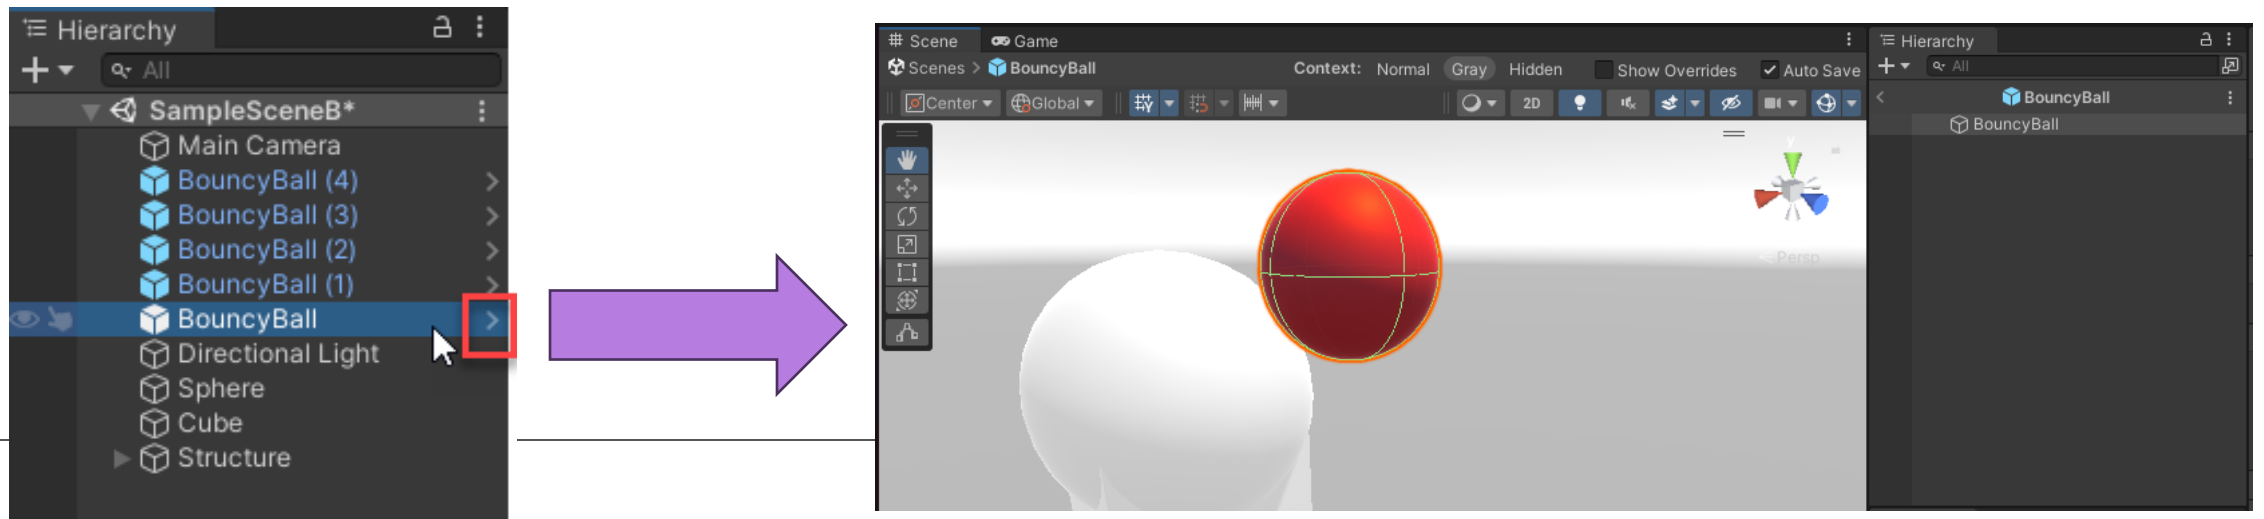 Hierarchy
All
SampleSceneB*
Main Camera
BouncyBall (4)
BouncyBall (3)
BouncyBall (2)
BouncyBall (1)
BouncyBall
Directional Light
Sphere
Cube
Structure
Scene Game
Scenes > BouncyBall Context: Normal Gray Hidden Show Overrides Auto Save
Center Global 2D
y
Persp
Hierarchy
All
BouncyBall
BouncyBall